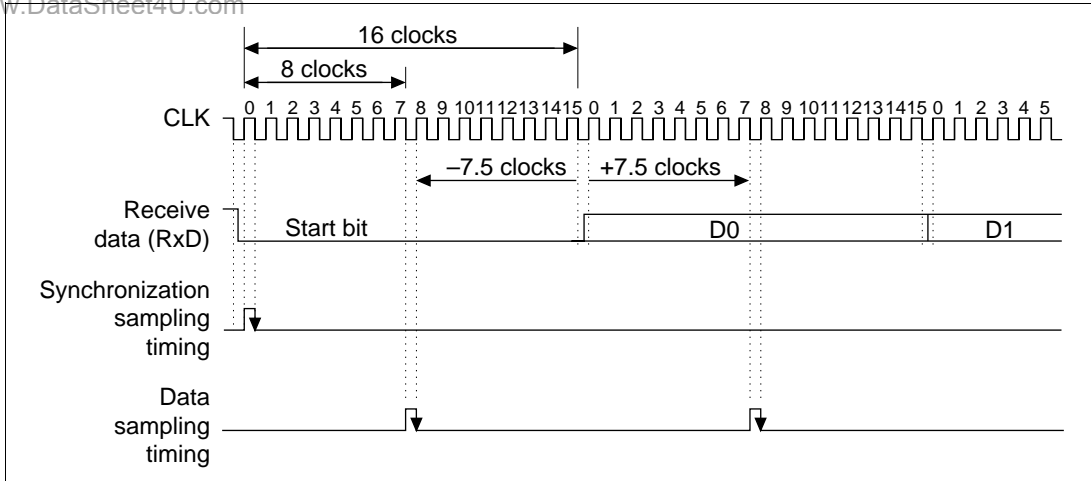 w.DataSheet4U.com
16 clocks
8 clocks
CLK
0 1 2 3 4 5 6 7 8 9 10 11 12 13 14 15 0 1 2 3 4 5 6 7 8 9 10 11 12 13 14 15 0 1 2 3 4 5
–7.5 clocks +7.5 clocks
Receive
data (RxD)
Start bit D0 D1
Synchronization
sampling
timing
Data
sampling
timing